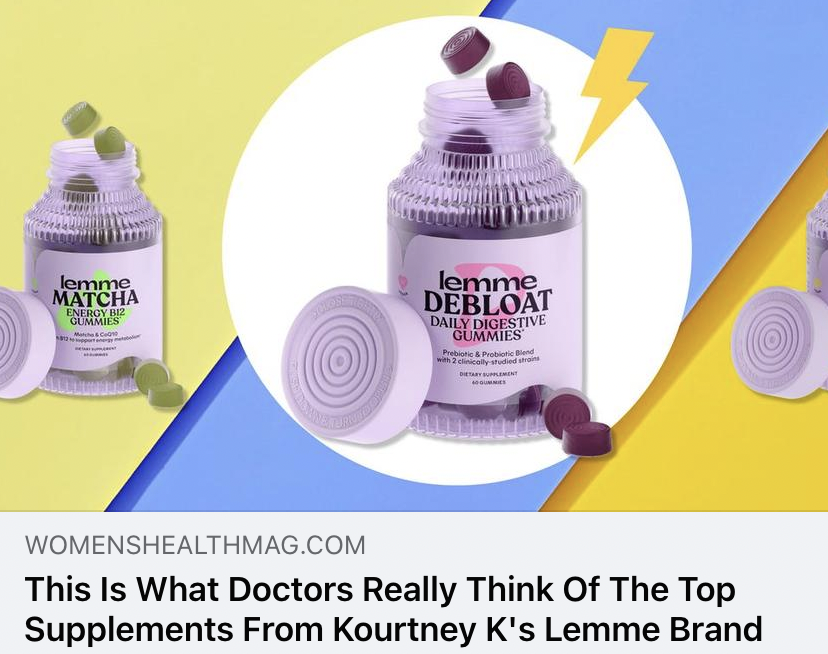 lemme
MATCHA
ENERGY B12
GUMMIES*
Matcha & CoQ10
B12 to support energy metabolism*
DIETARY SUPPLEMENT
60 GUMMIES
lemme
DEBLOAT
DAILY DIGESTIVE
GUMMIES*
Prebiotic & Probiotic Blend
with 2 clinically-studied strains
DIETARY SUPPLEMENT
60 GUMMIES
WOMENSHEALTHMAG.COM
This Is What Doctors Really Think Of The Top
Supplements From Kourtney K's Lemme Brand